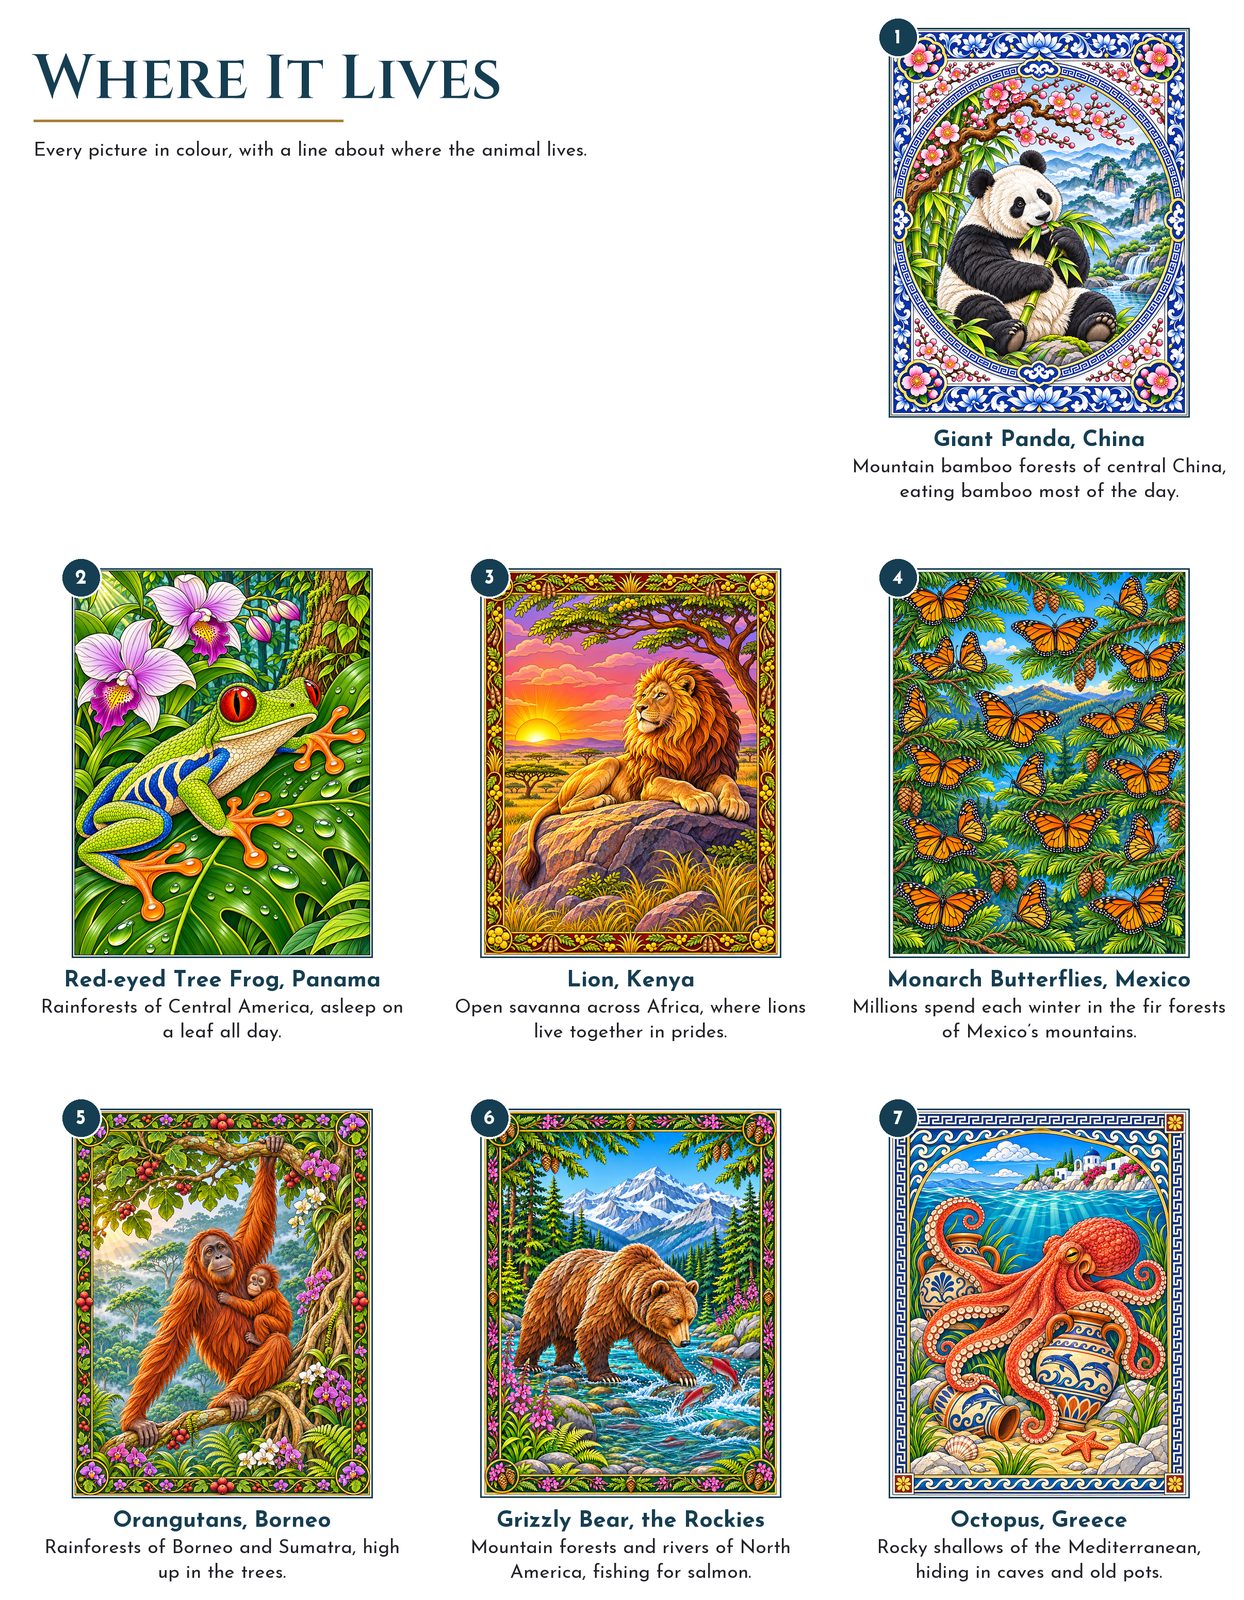 Where It Lives
Every picture in colour, with a line about where the animal lives.
1
Giant Panda, China
Mountain bamboo forests of central China,
eating bamboo most of the day.
2
Red-eyed Tree Frog, Panama
Rainforests of Central America, asleep on
a leaf all day.
3
Lion, Kenya
Open savanna across Africa, where lions
live together in prides.
4
Monarch Butterflies, Mexico
Millions spend each winter in the fir forests
of Mexico's mountains.
5
Orangutans, Borneo
Rainforests of Borneo and Sumatra, high
up in the trees.
6
Grizzly Bear, the Rockies
Mountain forests and rivers of North
America, fishing for salmon.
7
Octopus, Greece
Rocky shallows of the Mediterranean,
hiding in caves and old pots.